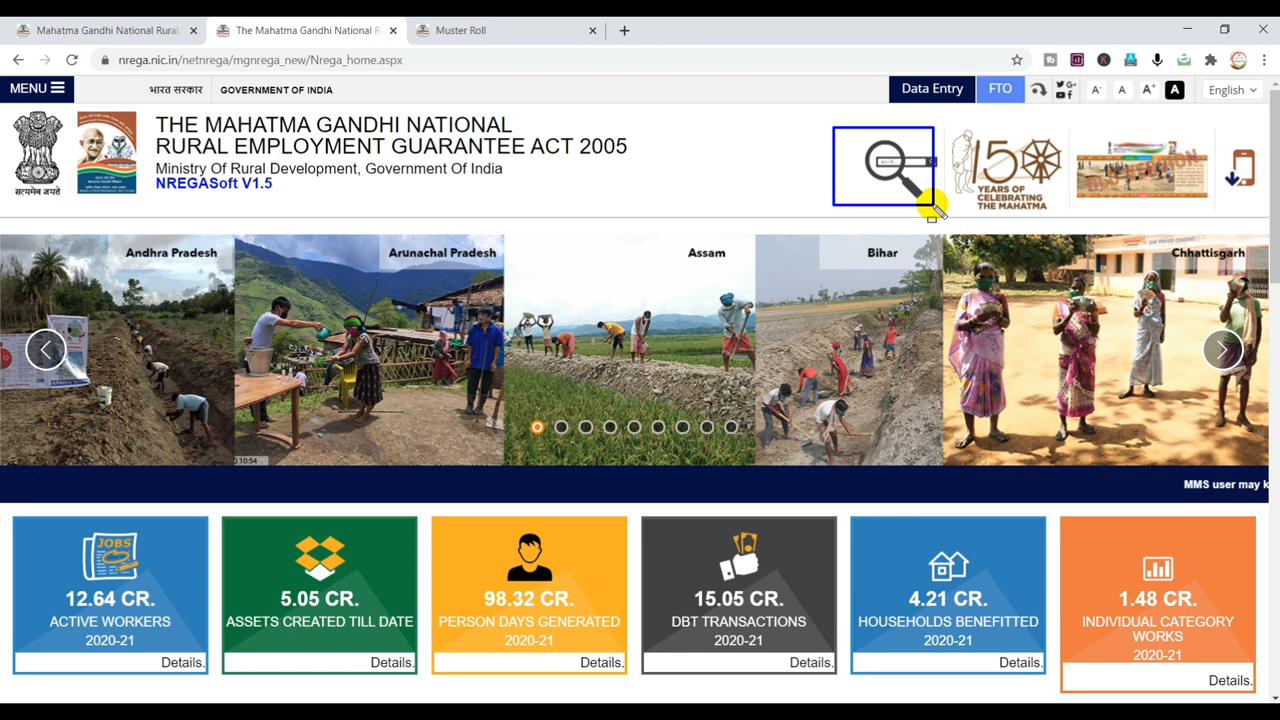 Mahatma Gandhi National Rural
The Mahatma Gandhi National R
Muster Roll
nrega.nic.in/netnrega/mgnrega_new/Nrega_home.aspx
MENU
भारत सरकार
GOVERNMENT OF INDIA
Data Entry
FTO
A-
A
A+
A
English
सत्यमेव जयते
THE MAHATMA GANDHI NATIONAL
RURAL EMPLOYMENT GUARANTEE ACT 2005
Ministry Of Rural Development, Government Of India
NREGASoft V1.5
150
YEARS OF
CELEBRATING
THE MAHATMA
Andhra Pradesh
Arunachal Pradesh
Assam
Bihar
Chhattisgarh
10:54
MMS user may k
JOBS
12.64 CR.
ACTIVE WORKERS
2020-21
Details.
5.05 CR.
ASSETS CREATED TILL DATE
Details.
98.32 CR.
PERSON DAYS GENERATED
2020-21
Details.
15.05 CR.
DBT TRANSACTIONS
2020-21
Details.
4.21 CR.
HOUSEHOLDS BENEFITTED
2020-21
Details.
1.48 CR.
INDIVIDUAL CATEGORY
WORKS
2020-21
Details.